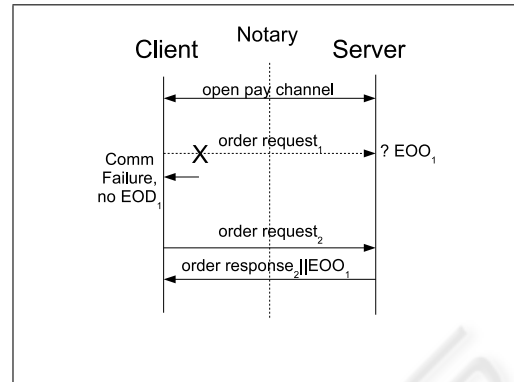 Notary
Client Server
open pay channel
order request₁
X
? EOO₁
Comm
Failure,
no EOD₁
order request₂
order response₂||EOO₁